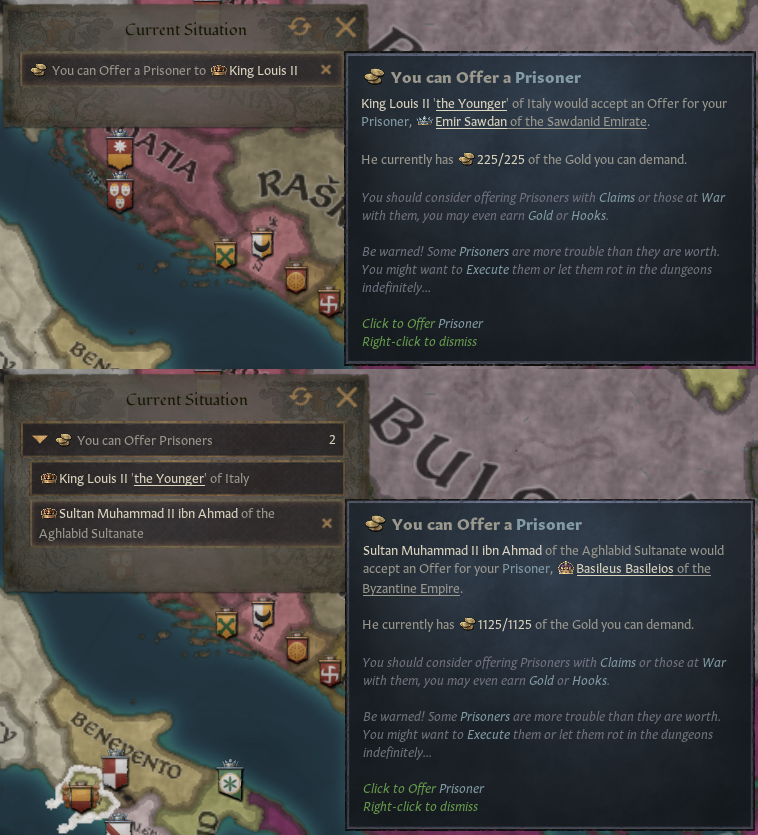 Current Situation
You can Offer a Prisoner to King Louis II
You can Offer a Prisoner
King Louis II 'the Younger' of Italy would accept an Offer for your
Prisoner, Emir Sawdan of the Sawdanid Emirate.
He currently has 225/225 of the Gold you can demand.
You should consider offering Prisoners with Claims or those at War
with them, you may even earn Gold or Hooks.
Be warned! Some Prisoners are more trouble than they are worth.
You might want to Execute them or let them rot in the dungeons
indefinitely...
Click to Offer Prisoner
Right-click to dismiss
ATIA
RAŠK
BEN
Current Situation
You can Offer Prisoners 2
King Louis II 'the Younger' of Italy
Sultan Muhammad II ibn Ahmad of the
Aghlabid Sultanate
You can Offer a Prisoner
Sultan Muhammad II ibn Ahmad of the Aghlabid Sultanate would
accept an Offer for your Prisoner, Basileus Basileios of the
Byzantine Empire.
He currently has 1125/1125 of the Gold you can demand.
You should consider offering Prisoners with Claims or those at War
with them, you may even earn Gold or Hooks.
Be warned! Some Prisoners are more trouble than they are worth.
You might want to Execute them or let them rot in the dungeons
indefinitely...
Click to Offer Prisoner
Right-click to dismiss
BENEVENTO